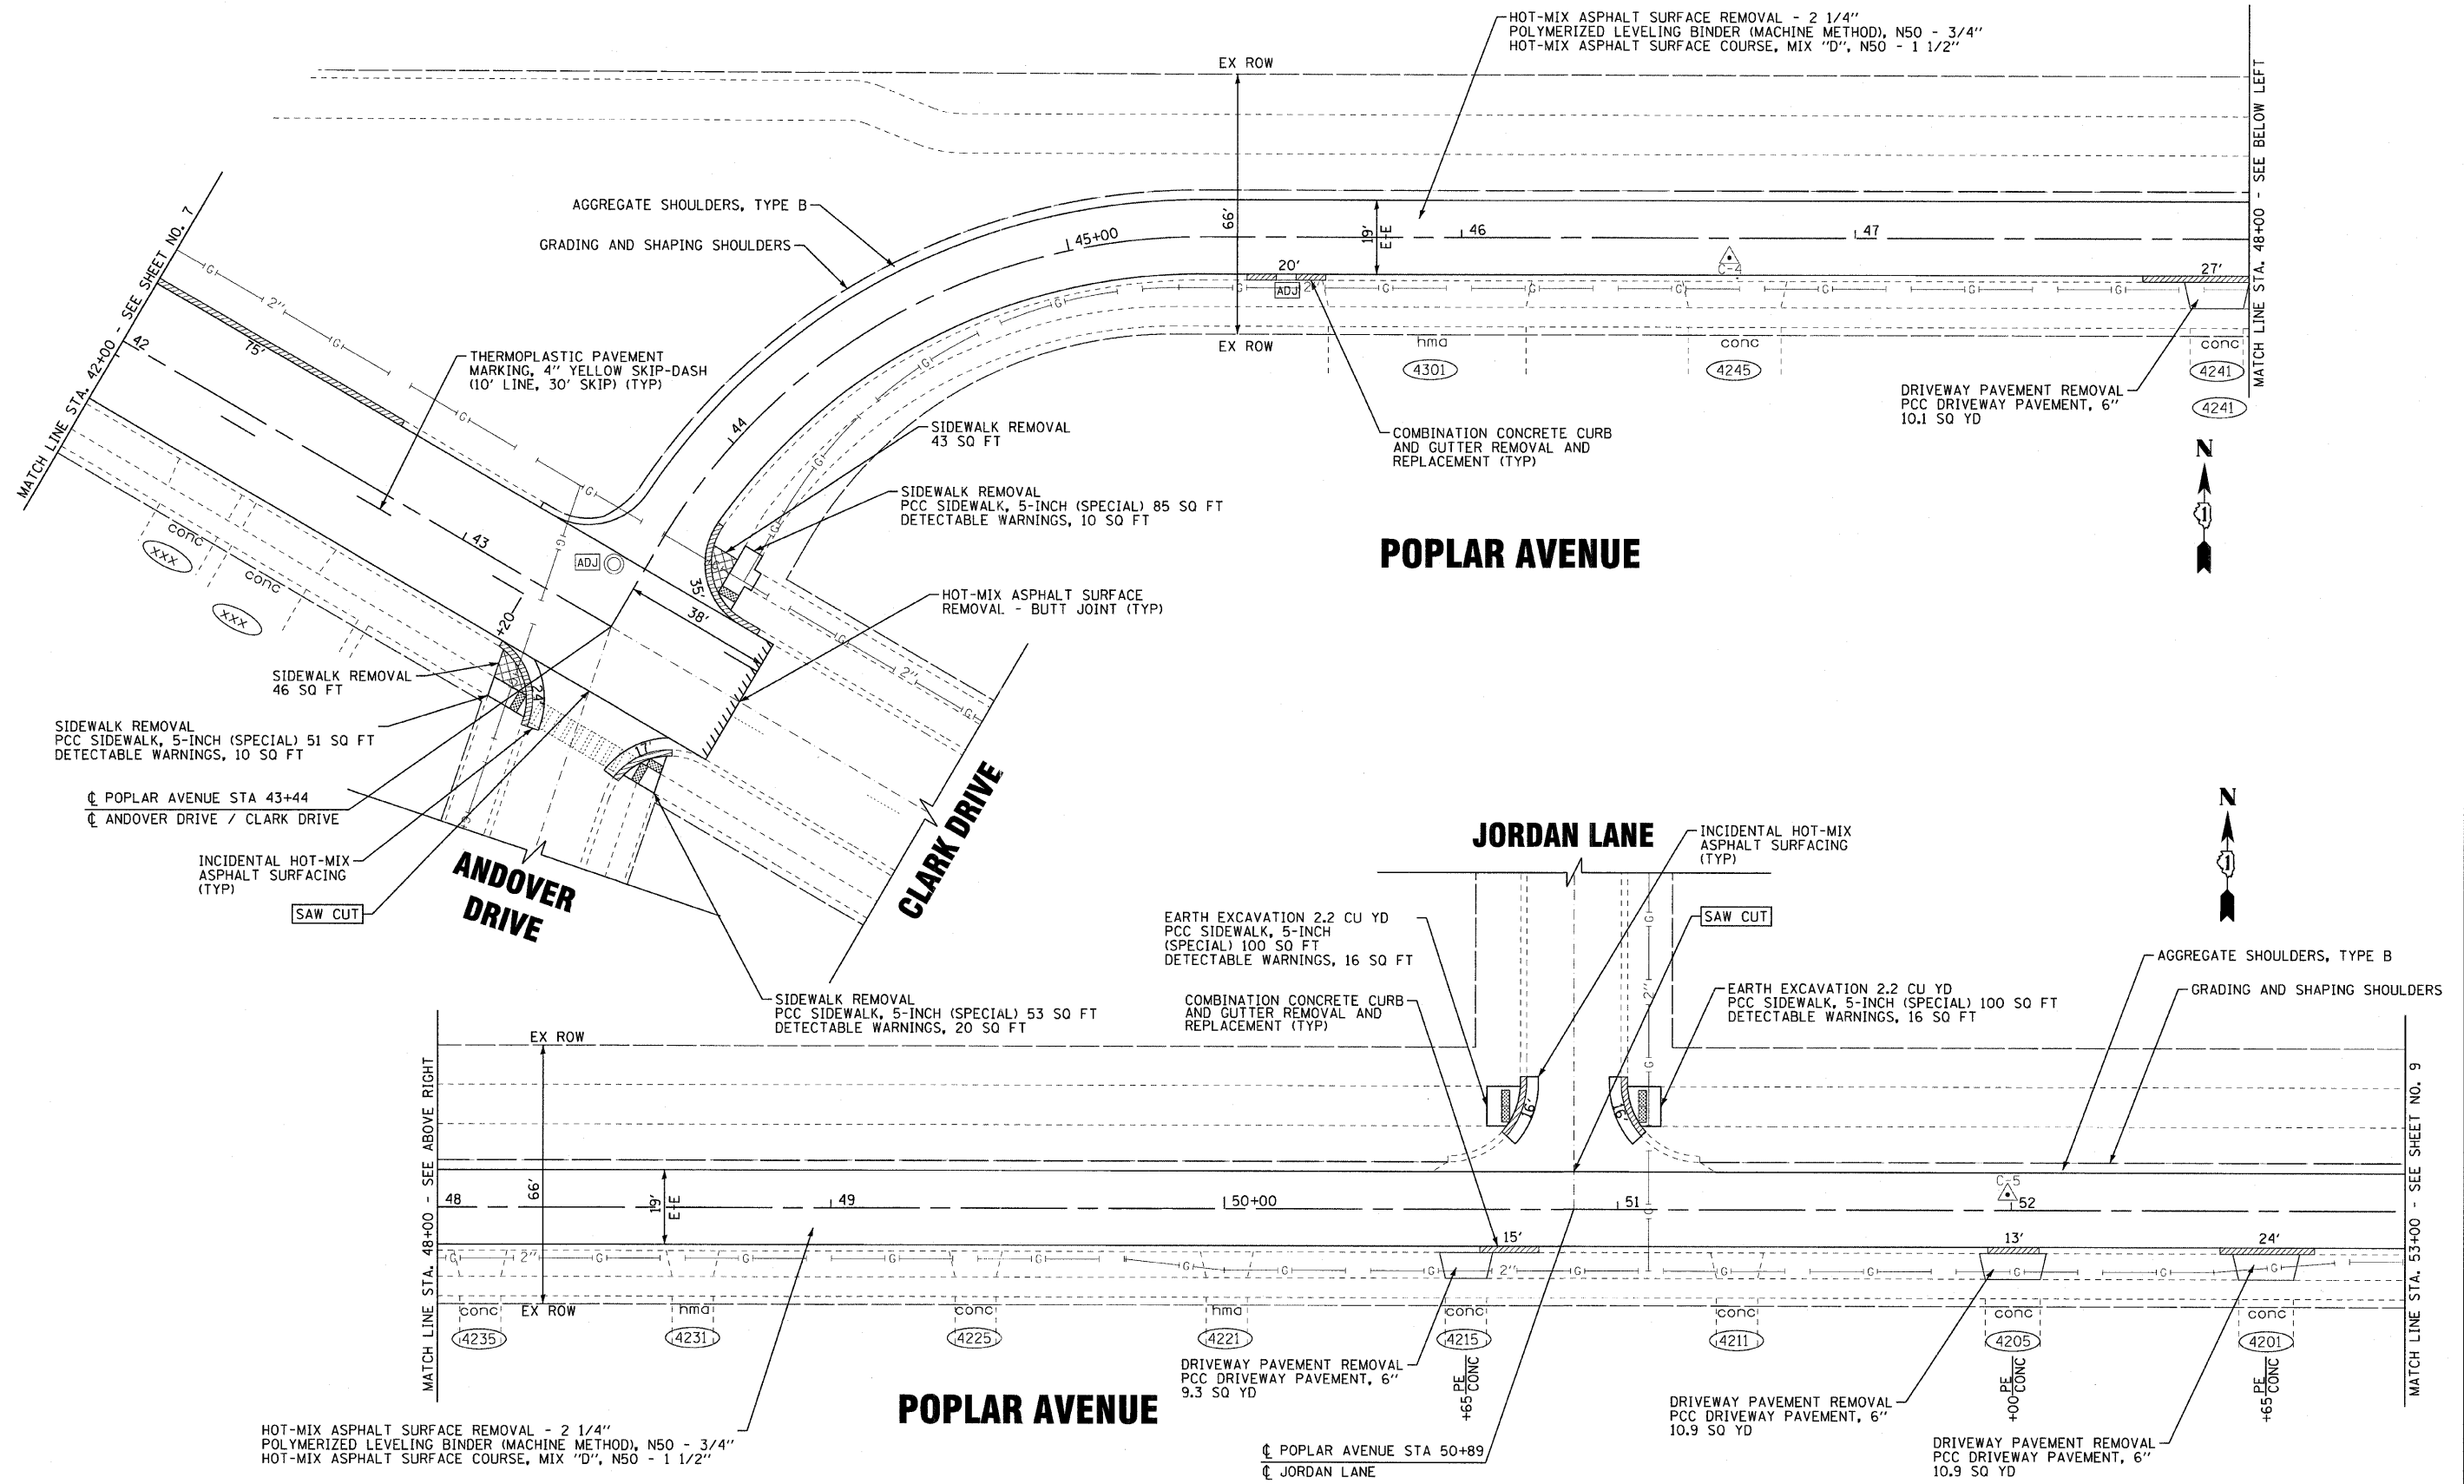 HOT-MIX ASPHALT SURFACE REMOVAL - 2 1/4"
POLYMERIZED LEVELING BINDER (MACHINE METHOD), N50 - 3/4"
HOT-MIX ASPHALT SURFACE COURSE, MIX "D", N50 - 1 1/2"
EX ROW
MATCH LINE STA. 48+00 - SEE BELOW LEFT
AGGREGATE SHOULDERS, TYPE B
GRADING AND SHAPING SHOULDERS
MATCH LINE STA. 42+00 - SEE SHEET NO. 7
66'
19'
E-E
45+00
46
47
C-4
20'
27'
ADJ
2"
G
2"
75'
42
THERMOPLASTIC PAVEMENT
MARKING, 4" YELLOW SKIP-DASH
(10' LINE, 30' SKIP) (TYP)
EX ROW
hma
conc
conc
4301
4245
4241
4241
DRIVEWAY PAVEMENT REMOVAL
PCC DRIVEWAY PAVEMENT, 6"
10.1 SQ YD
COMBINATION CONCRETE CURB
AND GUTTER REMOVAL AND
REPLACEMENT (TYP)
44
SIDEWALK REMOVAL
43 SQ FT
SIDEWALK REMOVAL
PCC SIDEWALK, 5-INCH (SPECIAL) 85 SQ FT
DETECTABLE WARNINGS, 10 SQ FT
N
1
POPLAR AVENUE
43
ADJ
conc
xxx
conc
xxx
35'
38'
HOT-MIX ASPHALT SURFACE
REMOVAL - BUTT JOINT (TYP)
+20
2"
SIDEWALK REMOVAL
46 SQ FT
24'
SIDEWALK REMOVAL
PCC SIDEWALK, 5-INCH (SPECIAL) 51 SQ FT
DETECTABLE WARNINGS, 10 SQ FT
17'
℄ POPLAR AVENUE STA 43+44
℄ ANDOVER DRIVE / CLARK DRIVE
INCIDENTAL HOT-MIX
ASPHALT SURFACING
(TYP)
SAW CUT
ANDOVER
DRIVE
CLARK DRIVE
SIDEWALK REMOVAL
PCC SIDEWALK, 5-INCH (SPECIAL) 53 SQ FT
DETECTABLE WARNINGS, 20 SQ FT
JORDAN LANE
INCIDENTAL HOT-MIX
ASPHALT SURFACING
(TYP)
N
1
EARTH EXCAVATION 2.2 CU YD
PCC SIDEWALK, 5-INCH
(SPECIAL) 100 SQ FT
DETECTABLE WARNINGS, 16 SQ FT
SAW CUT
COMBINATION CONCRETE CURB
AND GUTTER REMOVAL AND
REPLACEMENT (TYP)
EARTH EXCAVATION 2.2 CU YD
PCC SIDEWALK, 5-INCH (SPECIAL) 100 SQ FT
DETECTABLE WARNINGS, 16 SQ FT
AGGREGATE SHOULDERS, TYPE B
GRADING AND SHAPING SHOULDERS
2"
EX ROW
MATCH LINE STA. 48+00 - SEE ABOVE RIGHT
MATCH LINE STA. 53+00 - SEE SHEET NO. 9
16'
16'
48
66'
19'
E-E
49
50+00
51
C-5
52
15'
13'
24'
2"
2"
EX ROW
conc
hma
conc
hma
conc
conc
conc
conc
4235
4231
4225
4221
4215
4211
4205
4201
+65 PE
CONC
+00 PE
CONC
+65 PE
CONC
DRIVEWAY PAVEMENT REMOVAL
PCC DRIVEWAY PAVEMENT, 6"
9.3 SQ YD
POPLAR AVENUE
DRIVEWAY PAVEMENT REMOVAL
PCC DRIVEWAY PAVEMENT, 6"
10.9 SQ YD
HOT-MIX ASPHALT SURFACE REMOVAL - 2 1/4"
POLYMERIZED LEVELING BINDER (MACHINE METHOD), N50 - 3/4"
HOT-MIX ASPHALT SURFACE COURSE, MIX "D", N50 - 1 1/2"
℄ POPLAR AVENUE STA 50+89
℄ JORDAN LANE
DRIVEWAY PAVEMENT REMOVAL
PCC DRIVEWAY PAVEMENT, 6"
10.9 SQ YD